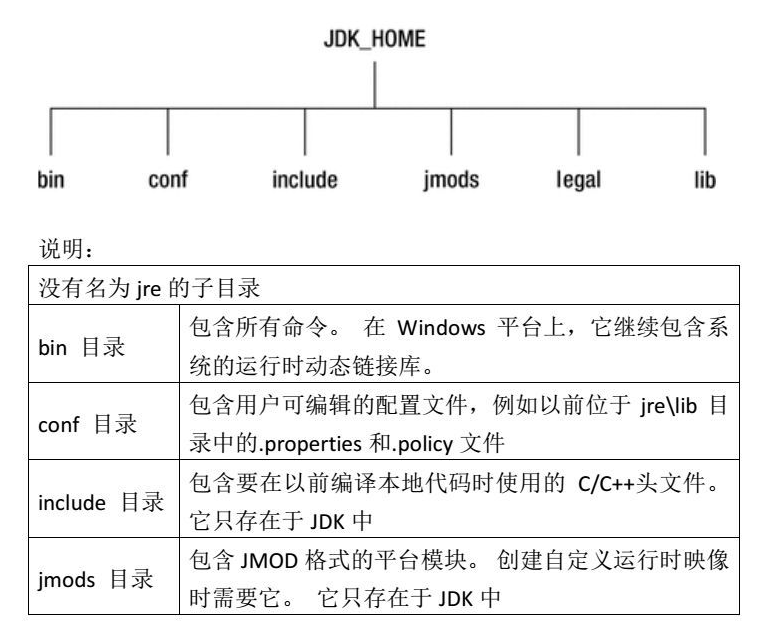 JDK_HOME
bin conf include jmods legal lib
说明：
没有名为 jre 的子目录
bin 目录
包含所有命令。 在 Windows 平台上，它继续包含系
统的运行时动态链接库。
conf 目录
包含用户可编辑的配置文件，例如以前位于 jre\lib 目
录中的.properties 和.policy 文件
include 目录
包含要在以前编译本地代码时使用的 C/C++头文件。
它只存在于 JDK 中
jmods 目录
包含 JMOD 格式的平台模块。 创建自定义运行时映像
时需要它。 它只存在于 JDK 中